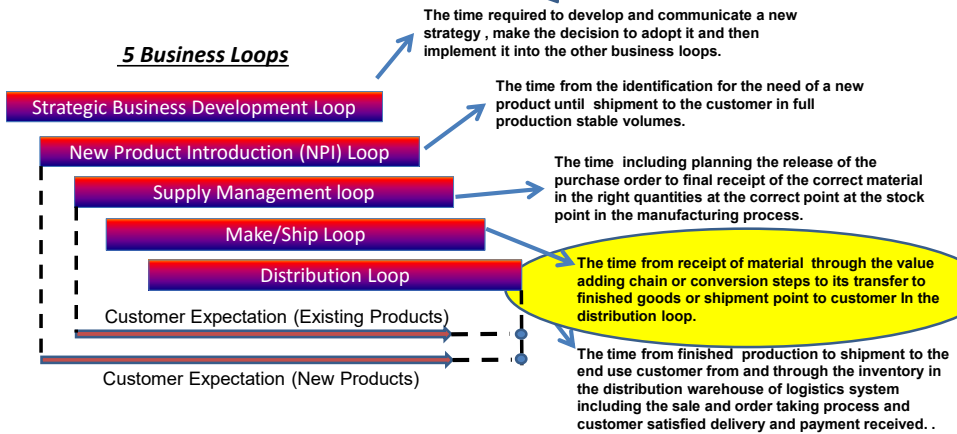 The time required to develop and communicate a new
strategy , make the decision to adopt it and then
implement it into the other business loops.
5 Business Loops
Strategic Business Development Loop
The time from the identification for the need of a new
product until shipment to the customer in full
production stable volumes.
New Product Introduction (NPI) Loop
The time including planning the release of the
purchase order to final receipt of the correct material
in the right quantities at the correct point at the stock
point in the manufacturing process.
Supply Management loop
Make/Ship Loop
The time from receipt of material through the value
adding chain or conversion steps to its transfer to
finished goods or shipment point to customer In the
distribution loop.
Distribution Loop
Customer Expectation (Existing Products)
Customer Expectation (New Products)
The time from finished production to shipment to the
end use customer from and through the inventory in
the distribution warehouse of logistics system
including the sale and order taking process and
customer satisfied delivery and payment received. .